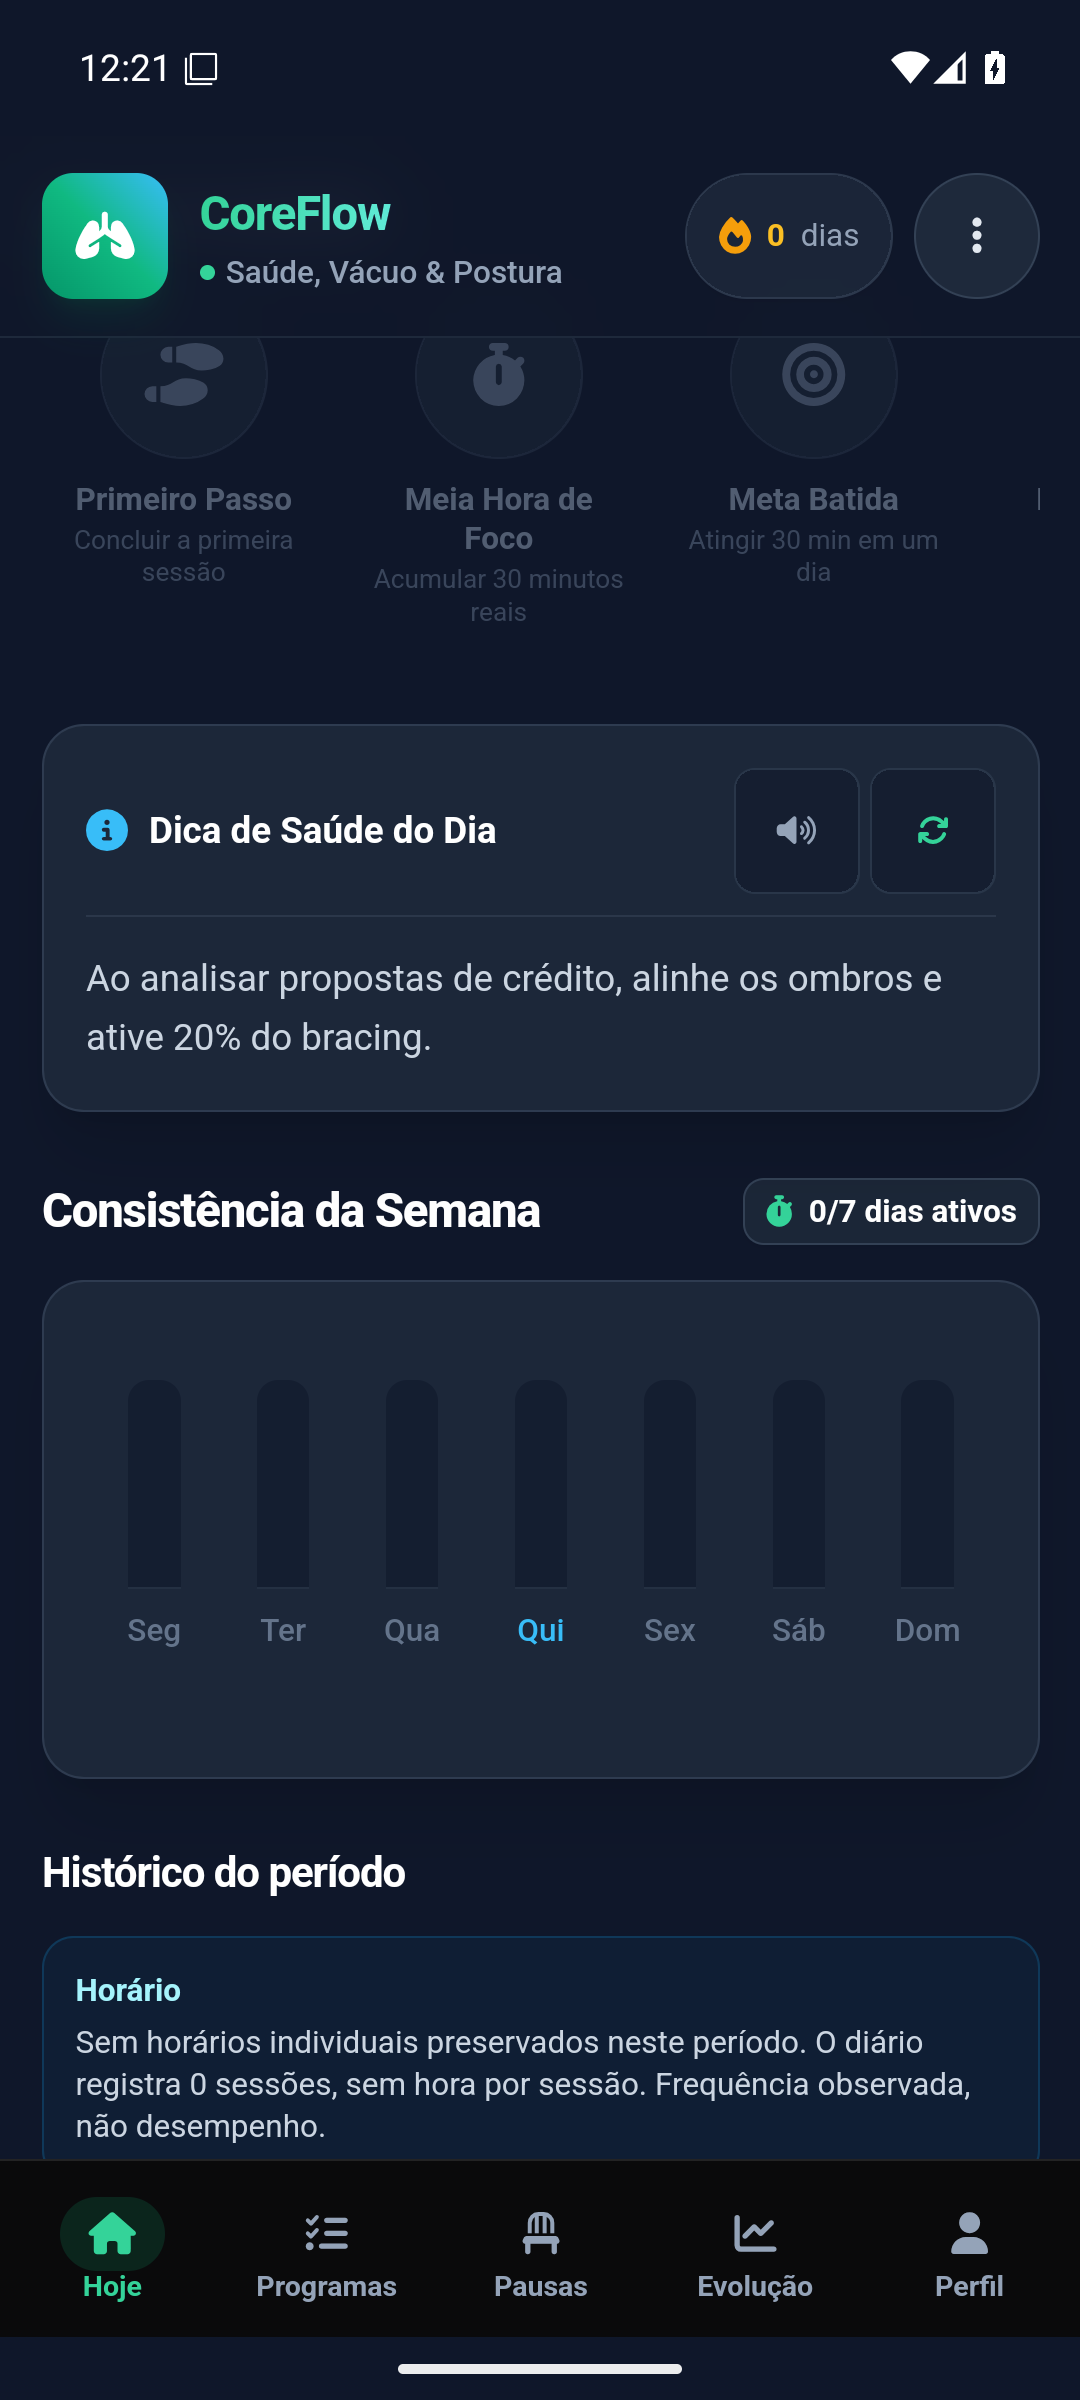 12:21
CoreFlow
0 dias
Saúde, Vácuo & Postura
Primeiro Passo
Concluir a primeira
sessão
Meia Hora de
Foco
Acumular 30 minutos
reais
Meta Batida
Atingir 30 min em um
dia
Dica de Saúde do Dia
Ao analisar propostas de crédito, alinhe os ombros e
ative 20% do bracing.
Consistência da Semana
0/7 dias ativos
Seg Ter Qua Qui Sex Sáb Dom
Histórico do período
Horário
Sem horários individuais preservados neste período. O diário
registra 0 sessões, sem hora por sessão. Frequência observada,
não desempenho.
Hoje Programas Pausas Evolução Perfil